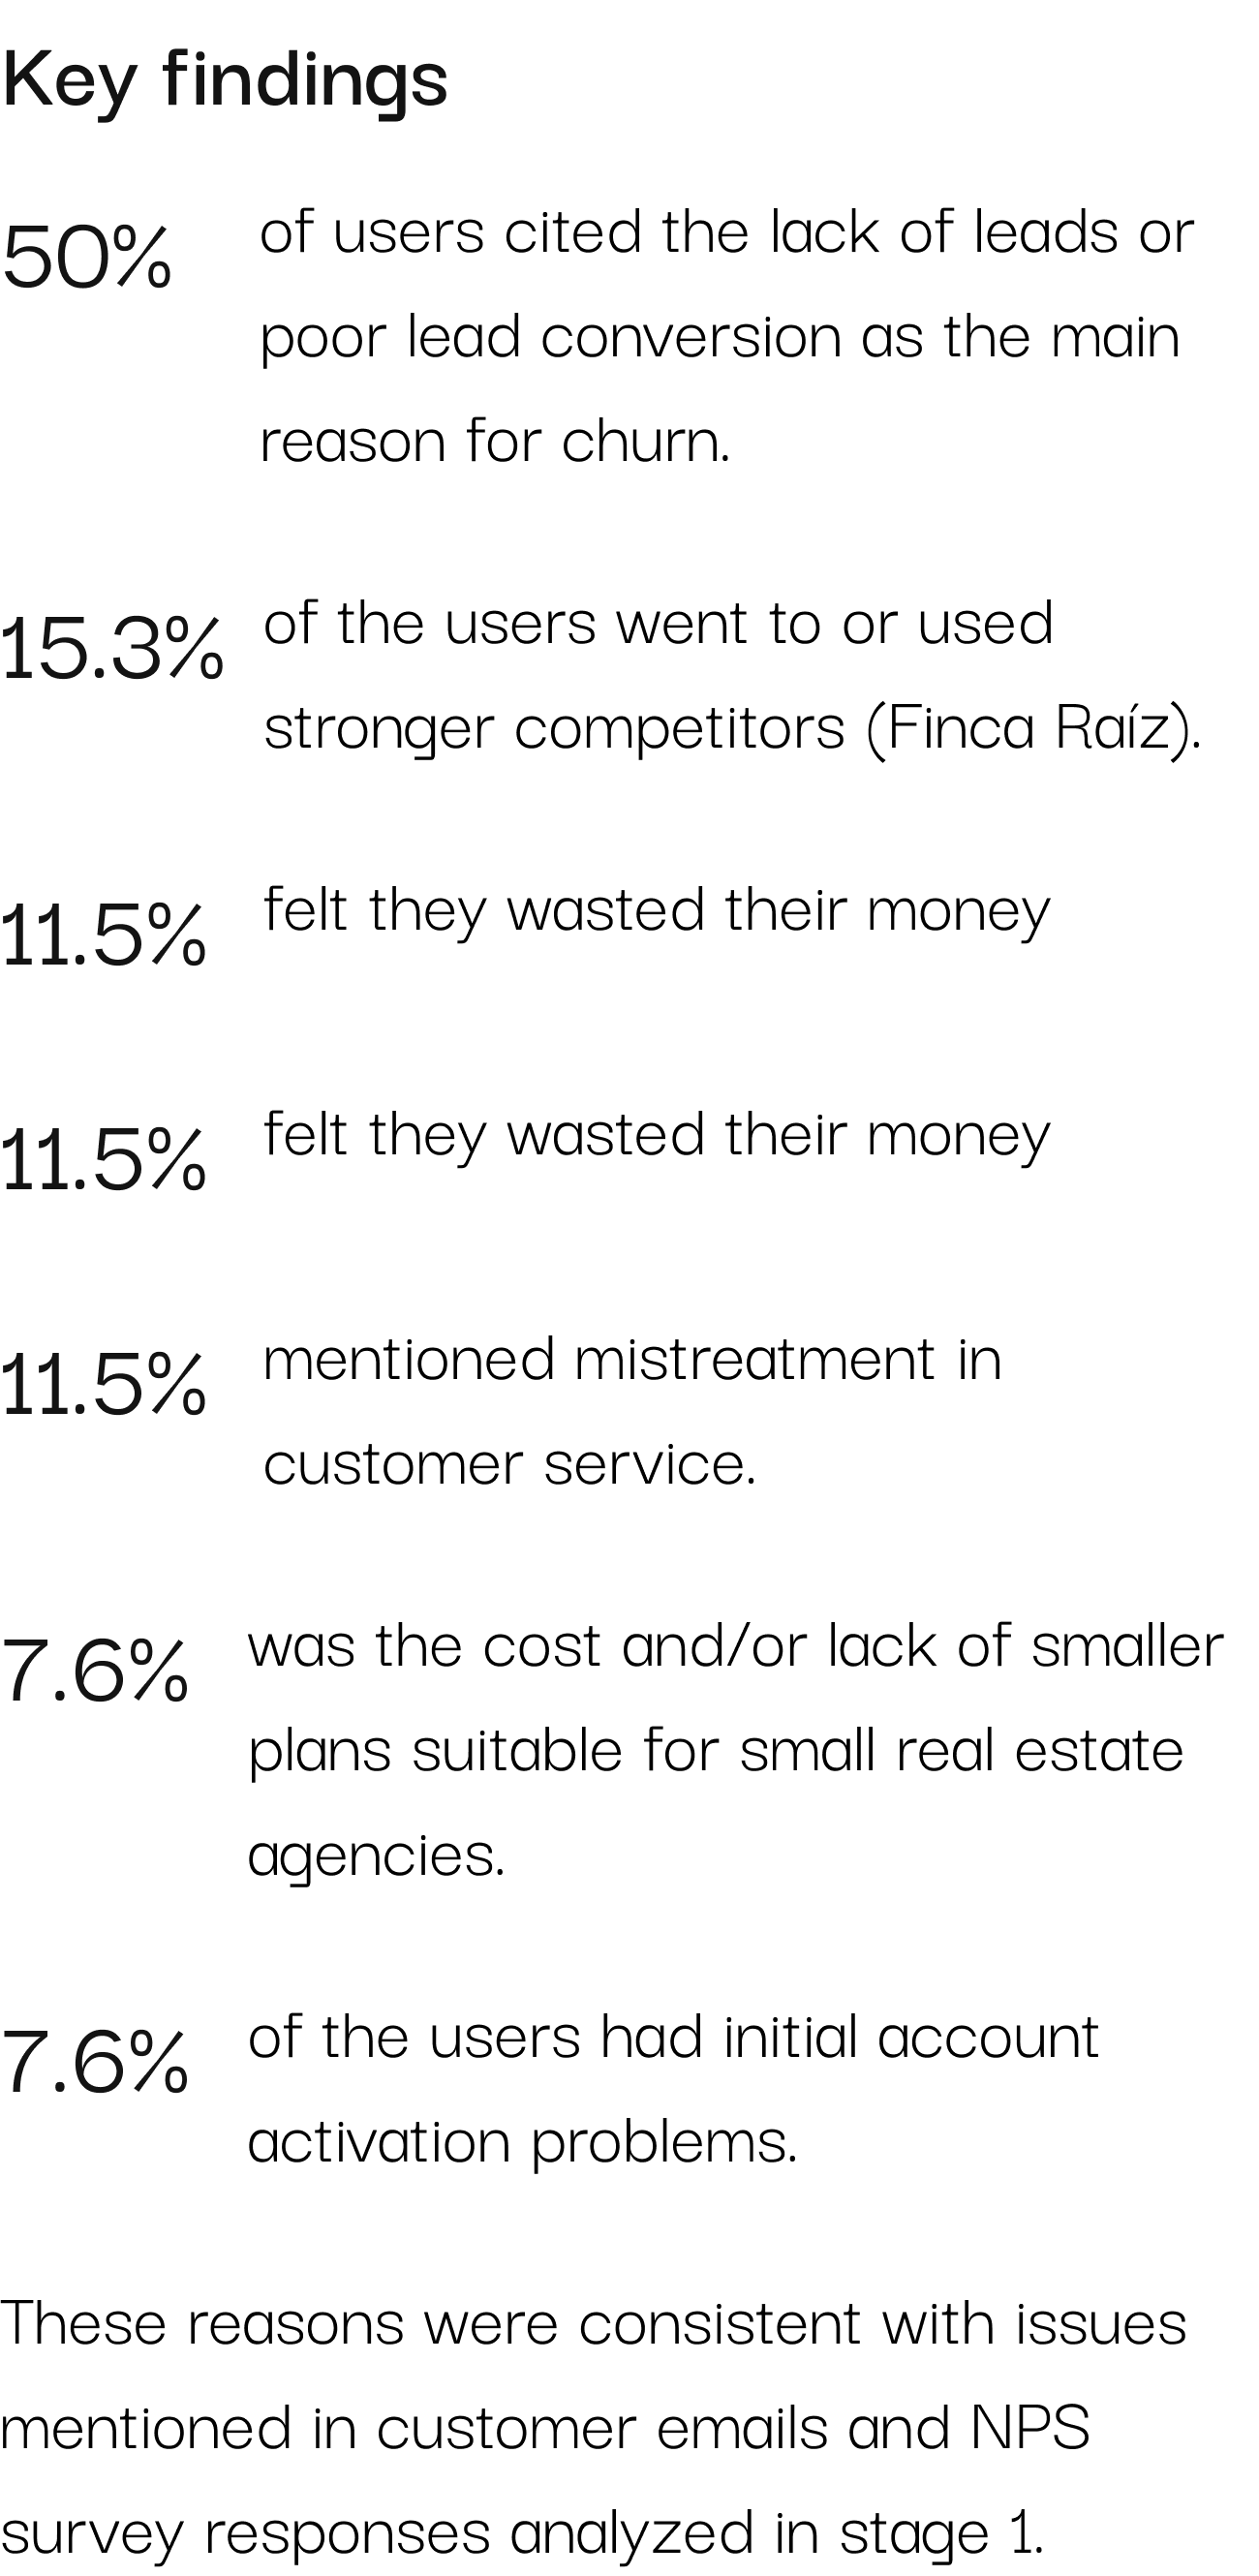 Key findings
50%
of users cited the lack of leads or
poor lead conversion as the main
reason for churn.
15.3%
of the users went to or used
stronger competitors (Finca Raíz).
11.5%
felt they wasted their money
11.5%
felt they wasted their money
11.5%
mentioned mistreatment in
customer service.
7.6%
was the cost and/or lack of smaller
plans suitable for small real estate
agencies.
7.6%
of the users had initial account
activation problems.
These reasons were consistent with issues
mentioned in customer emails and NPS
survey responses analyzed in stage 1.